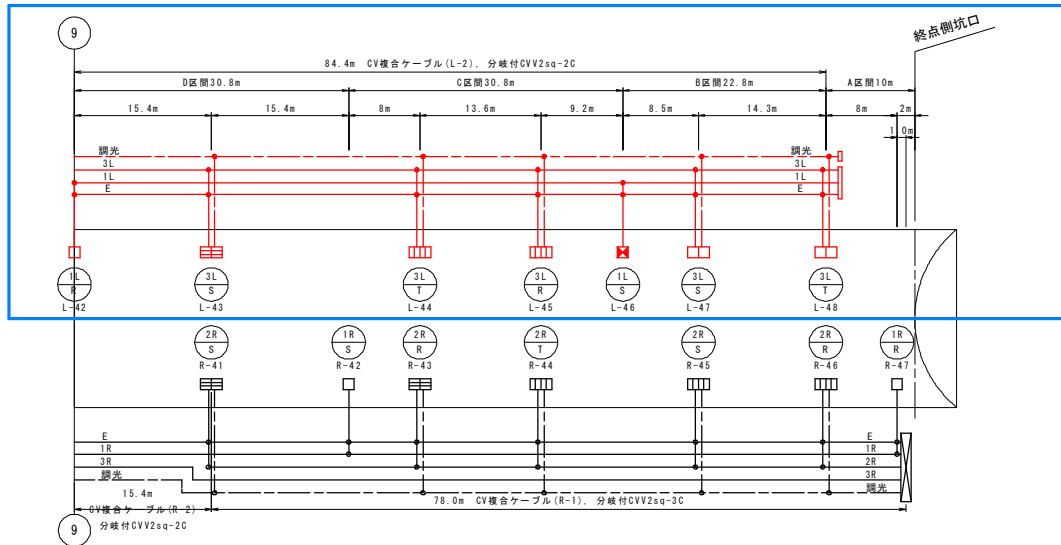 9
終点側坑口
84.4m CV複合ケーブル(L-2), 分岐付CVV2sq-2C
D区間30.8m C区間30.8m B区間22.8m A区間10m
15.4m 15.4m 8m 13.6m 9.2m 8.5m 14.3m 8m 2m
1.0m
調光 調光
3L 3L
1L 1L
E E
1L 3L 3L 3L 1L 3L 3L
R S T R S S T
L-42 L-43 L-44 L-45 L-46 L-47 L-48
2R 1R 2R 2R 2R 2R 1R
S S R T S R R
R-41 R-42 R-43 R-44 R-45 R-46 R-47
E E
1R 1R
3R 2R
調光 3R
15.4m 調光
78.0m CV複合ケーブル(R-1), 分岐付CVV2sq-3C
CV複合ケーブル(R-2)
9 分岐付CVV2sq-2C